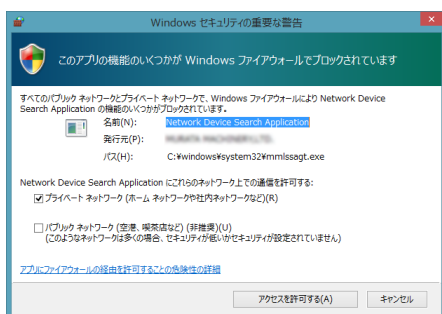 Windows セキュリティの重要な警告
このアプリの機能のいくつかが Windows ファイアウォールでブロックされています
すべてのパブリック ネットワークとプライベート ネットワークで、Windows ファイアウォールにより Network Device
Search Application の機能のいくつかがブロックされています。
名前(N): Network Device Search Application
発行元(P):
パス(H): C:¥windows¥system32¥mmlssagt.exe
Network Device Search Application にこれらのネットワーク上での通信を許可する:
プライベート ネットワーク (ホーム ネットワークや社内ネットワークなど)(R)
パブリック ネットワーク (空港、喫茶店など) (非推奨)(U)
(このようなネットワークは多くの場合、セキュリティが低いかセキュリティが設定されていません)
アプリにファイアウォールの経由を許可することの危険性の詳細
アクセスを許可する(A) キャンセル